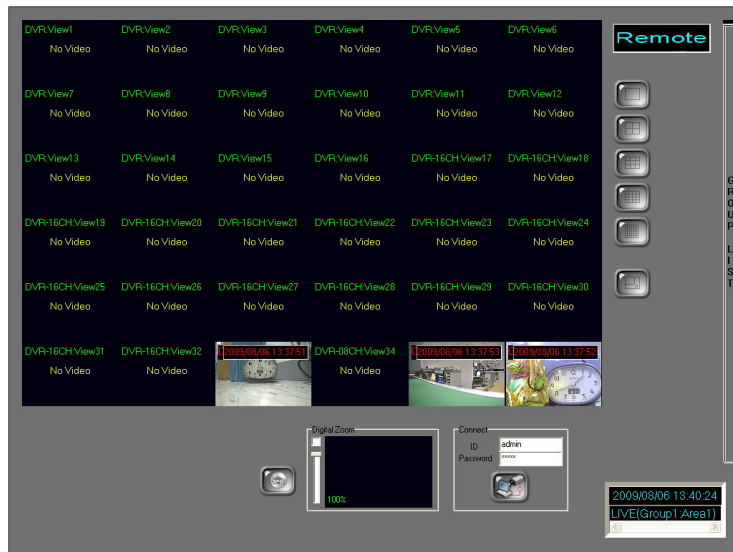 DVR:View1 DVR:View2 DVR:View3 DVR:View4 DVR:View5 DVR:View6
No Video No Video No Video No Video No Video No Video
DVR:View7 DVR:View8 DVR:View9 DVR:View10 DVR:View11 DVR:View12
No Video No Video No Video No Video No Video No Video
DVR:View13 DVR:View14 DVR:View15 DVR:View16 DVR-16CH:View17 DVR-16CH:View18
No Video No Video No Video No Video No Video No Video
DVR-16CH:View19 DVR-16CH:View20 DVR-16CH:View21 DVR-16CH:View22 DVR-16CH:View23 DVR-16CH:View24
No Video No Video No Video No Video No Video No Video
DVR-16CH:View25 DVR-16CH:View26 DVR-16CH:View27 DVR-16CH:View28 DVR-16CH:View29 DVR-16CH:View30
No Video No Video No Video No Video No Video No Video
DVR-16CH:View31 DVR-16CH:View32 2009/08/06 13:37:51 DVR-08CH:View34 2009/08/06 13:37:53 2009/08/06 13:37:52
No Video No Video No Video
Remote
GROUP LIST
Digital Zoom
100%
Connect
ID admin
Password xxxxx
2009/08/06 13:40:24
LIVE(Group1:Area1)